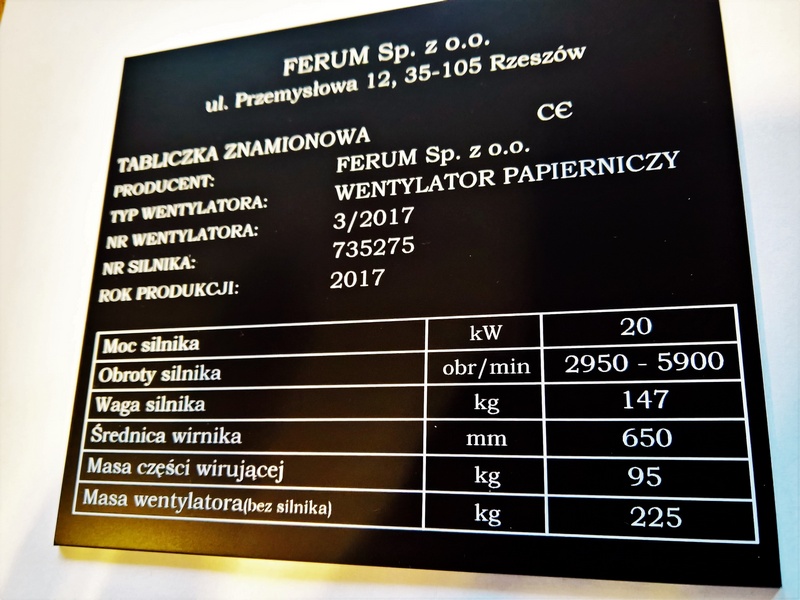 FERUM Sp. z o.o.
ul. Przemysłowa 12, 35-105 Rzeszów
CE
TABLICZKA ZNAMIONOWA
PRODUCENT: FERUM Sp. z o.o.
TYP WENTYLATORA: WENTYLATOR PAPIERNICZY
NR WENTYLATORA: 3/2017
NR SILNIKA: 735275
ROK PRODUKCJI: 2017
Moc silnika kW 20
Obroty silnika obr/min 2950 - 5900
Waga silnika kg 147
Średnica wirnika mm 650
Masa części wirującej kg 95
Masa wentylatora(bez silnika) kg 225